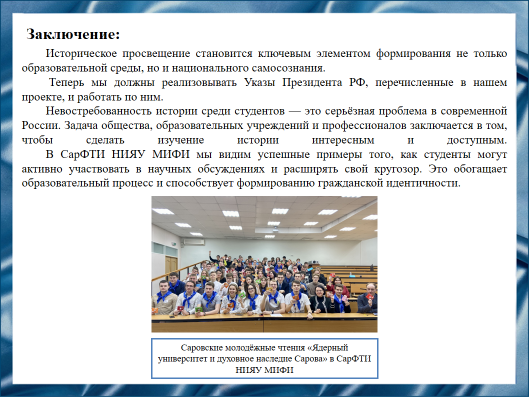 Заключение:
Историческое просвещение становится ключевым элементом формирования не только
образовательной среды, но и национального самосознания.
Теперь мы должны реализовывать Указы Президента РФ, перечисленные в нашем
проекте, и работать по ним.
Невостребованность истории среди студентов — это серьёзная проблема в современной
России. Задача общества, образовательных учреждений и профессионалов заключается в том,
чтобы сделать изучение истории интересным и доступным.
В СарФТИ НИЯУ МИФИ мы видим успешные примеры того, как студенты могут
активно участвовать в научных обсуждениях и расширять свой кругозор. Это обогащает
образовательный процесс и способствует формированию гражданской идентичности.
Саровские молодёжные чтения «Ядерный
университет и духовное наследие Сарова» в СарФТИ
НИЯУ МИФИ